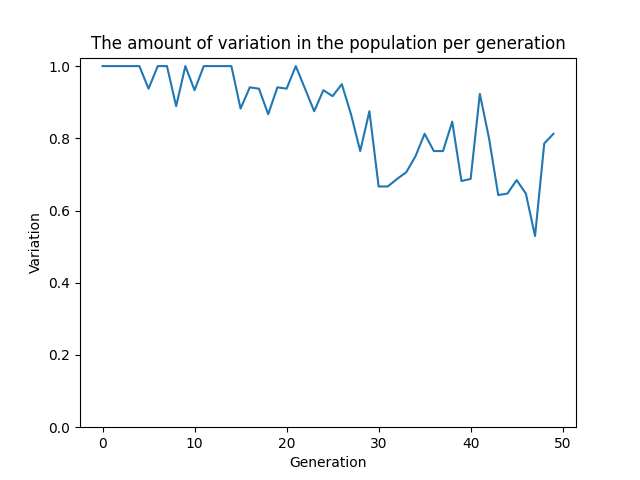 The amount of variation in the population per generation
1.0
0.8
0.6
0.4
0.2
0.0
Variation
0 10 20 30 40 50
Generation